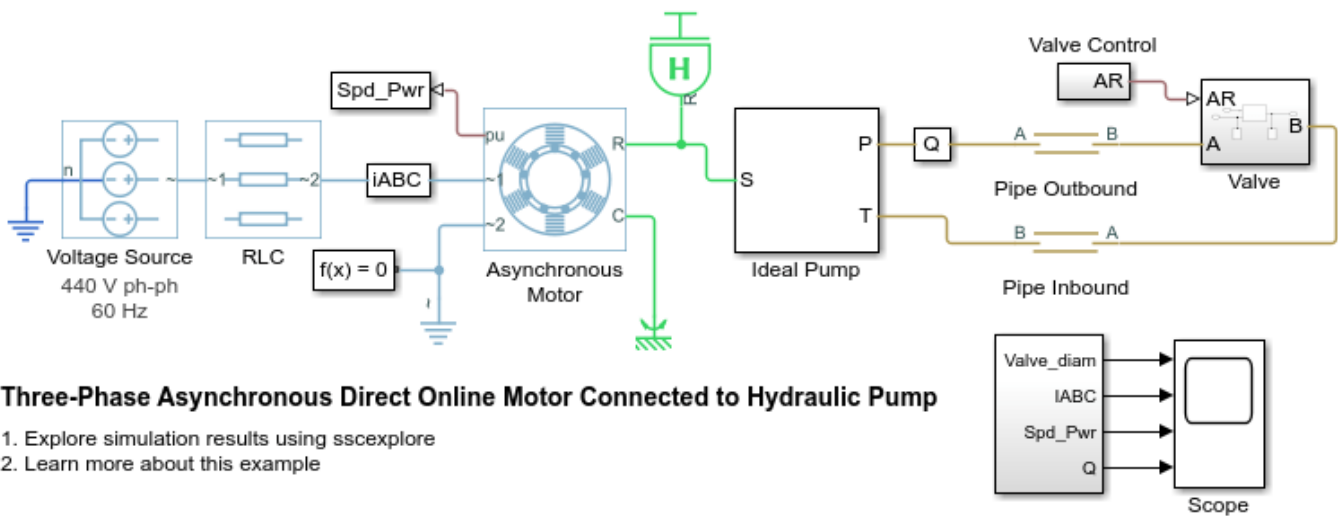 Valve Control
AR
Spd_Pwr
H
R
AR
A
B
Valve
n
~
~1
~2
iABC
pu
~1
~2
R
C
S
P
T
Q
A
B
Pipe Outbound
B
A
Pipe Inbound
Voltage Source
440 V ph-ph
60 Hz
RLC
f(x) = 0
~
Asynchronous
Motor
Ideal Pump
Valve_diam
IABC
Spd_Pwr
Q
Scope
Three-Phase Asynchronous Direct Online Motor Connected to Hydraulic Pump
1. Explore simulation results using sscexplore
2. Learn more about this example